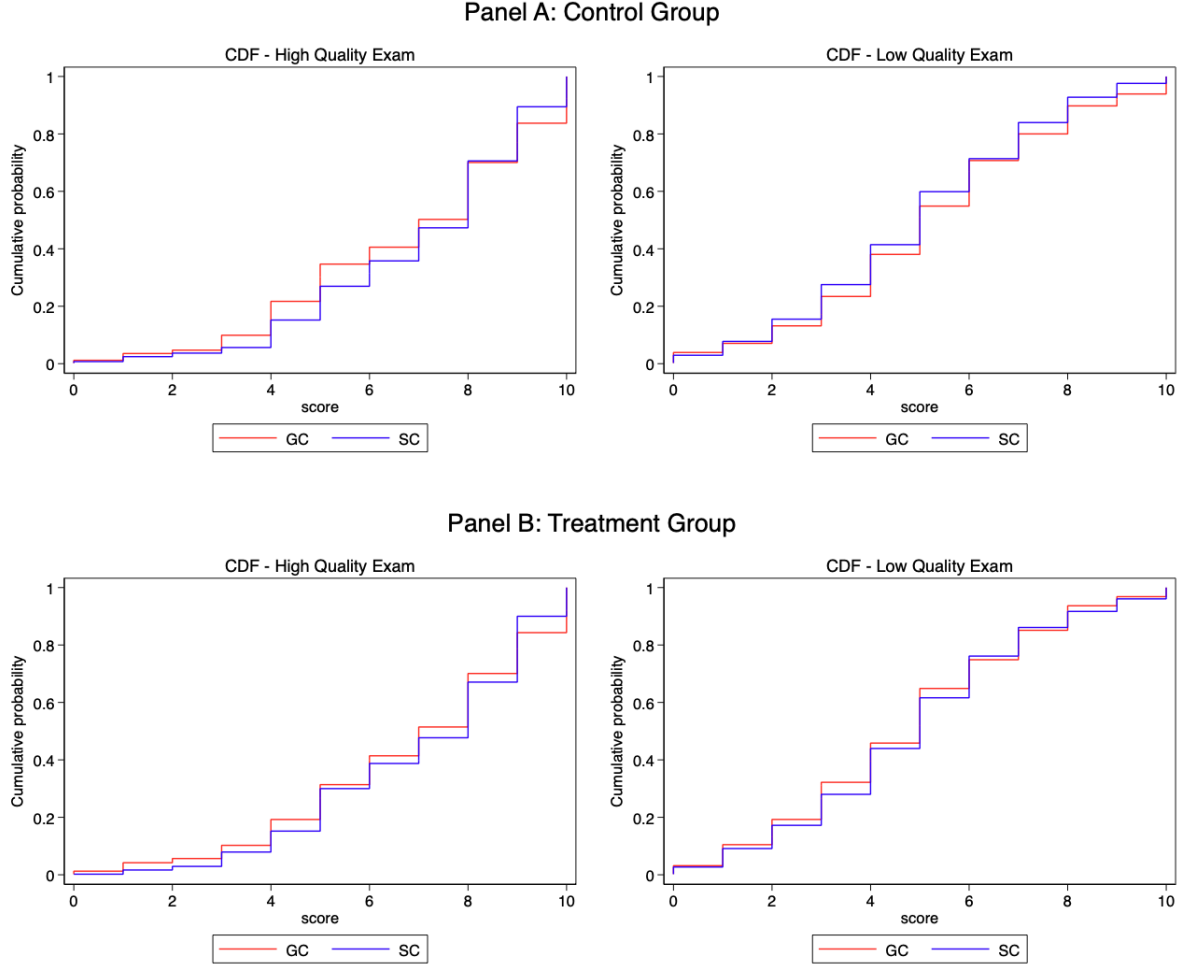 Panel A: Control Group
CDF - High Quality Exam
Cumulative probability
1
0.8
0.6
0.4
0.2
0
0 2 4 6 8 10
score
GC SC
CDF - Low Quality Exam
Cumulative probability
1
0.8
0.6
0.4
0.2
0
0 2 4 6 8 10
score
GC SC
Panel B: Treatment Group
CDF - High Quality Exam
Cumulative probability
1
0.8
0.6
0.4
0.2
0
0 2 4 6 8 10
score
GC SC
CDF - Low Quality Exam
Cumulative probability
1
0.8
0.6
0.4
0.2
0
0 2 4 6 8 10
score
GC SC